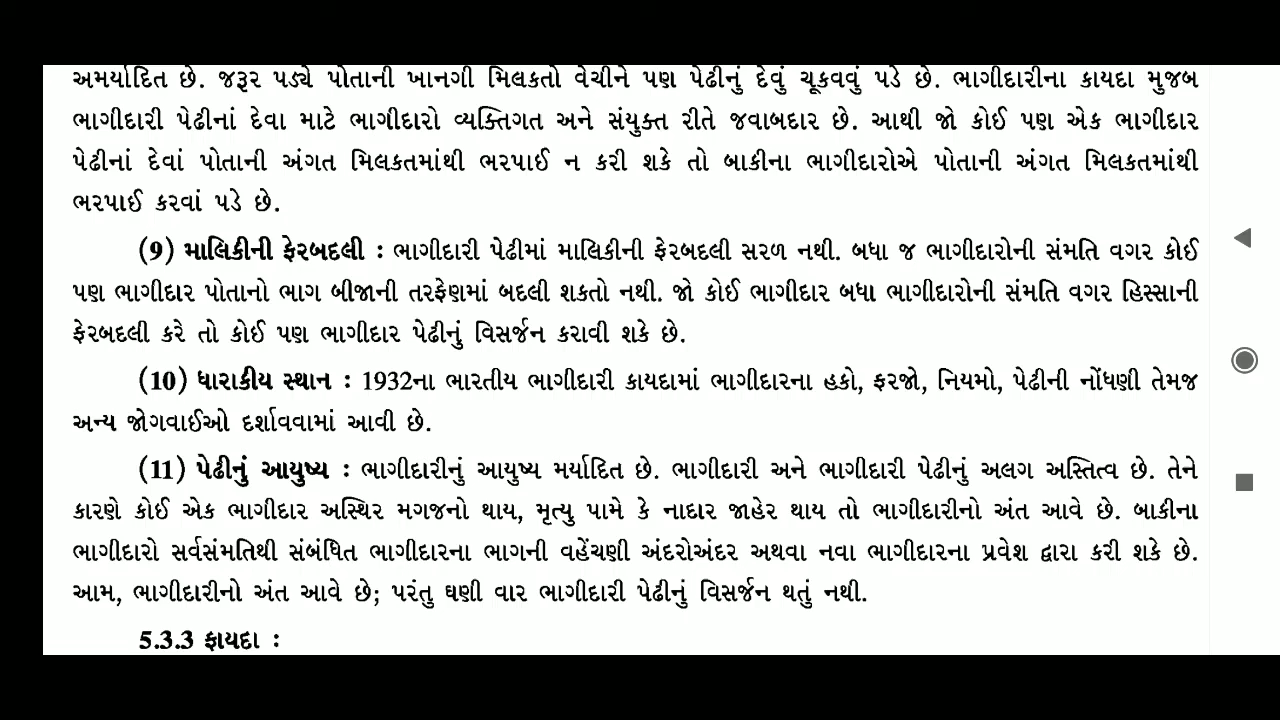 અમર્યાદિત છે. જરૂર પડ્યે પોતાની ખાનગી મિલકતો વેચીને પણ પેઢીનું દેવું ચૂકવવું પડે છે. ભાગીદારીના કાયદા મુજબ
ભાગીદારી પેઢીનાં દેવા માટે ભાગીદારો વ્યક્તિગત અને સંયુક્ત રીતે જવાબદાર છે. આથી જો કોઈ પણ એક ભાગીદાર
પેઢીનાં દેવાં પોતાની અંગત મિલકતમાંથી ભરપાઈ ન કરી શકે તો બાકીના ભાગીદારોએ પોતાની અંગત મિલકતમાંથી
ભરપાઈ કરવાં પડે છે.
(9) માલિકીની ફેરબદલી : ભાગીદારી પેઢીમાં માલિકીની ફેરબદલી સરળ નથી. બધા જ ભાગીદારોની સંમતિ વગર કોઈ
પણ ભાગીદાર પોતાનો ભાગ બીજાની તરફેણમાં બદલી શકતો નથી. જો કોઈ ભાગીદાર બધા ભાગીદારોની સંમતિ વગર હિસ્સાની
ફેરબદલી કરે તો કોઈ પણ ભાગીદાર પેઢીનું વિસર્જન કરાવી શકે છે.
(10) ધારાકીય સ્થાન : 1932ના ભારતીય ભાગીદારી કાયદામાં ભાગીદારના હકો, ફરજો, નિયમો, પેઢીની નોંધણી તેમજ
અન્ય જોગવાઈઓ દર્શાવવામાં આવી છે.
(11) પેઢીનું આયુષ્ય : ભાગીદારીનું આયુષ્ય મર્યાદિત છે. ભાગીદારી અને ભાગીદારી પેઢીનું અલગ અસ્તિત્વ છે. તેને
કારણે કોઈ એક ભાગીદાર અસ્થિર મગજનો થાય, મૃત્યુ પામે કે નાદાર જાહેર થાય તો ભાગીદારીનો અંત આવે છે. બાકીના
ભાગીદારો સર્વસંમતિથી સંબંધિત ભાગીદારના ભાગની વહેંચણી અંદરોઅંદર અથવા નવા ભાગીદારના પ્રવેશ દ્વારા કરી શકે છે.
આમ, ભાગીદારીનો અંત આવે છે; પરંતુ ઘણી વાર ભાગીદારી પેઢીનું વિસર્જન થતું નથી.
5.3.3 ફાયદા :